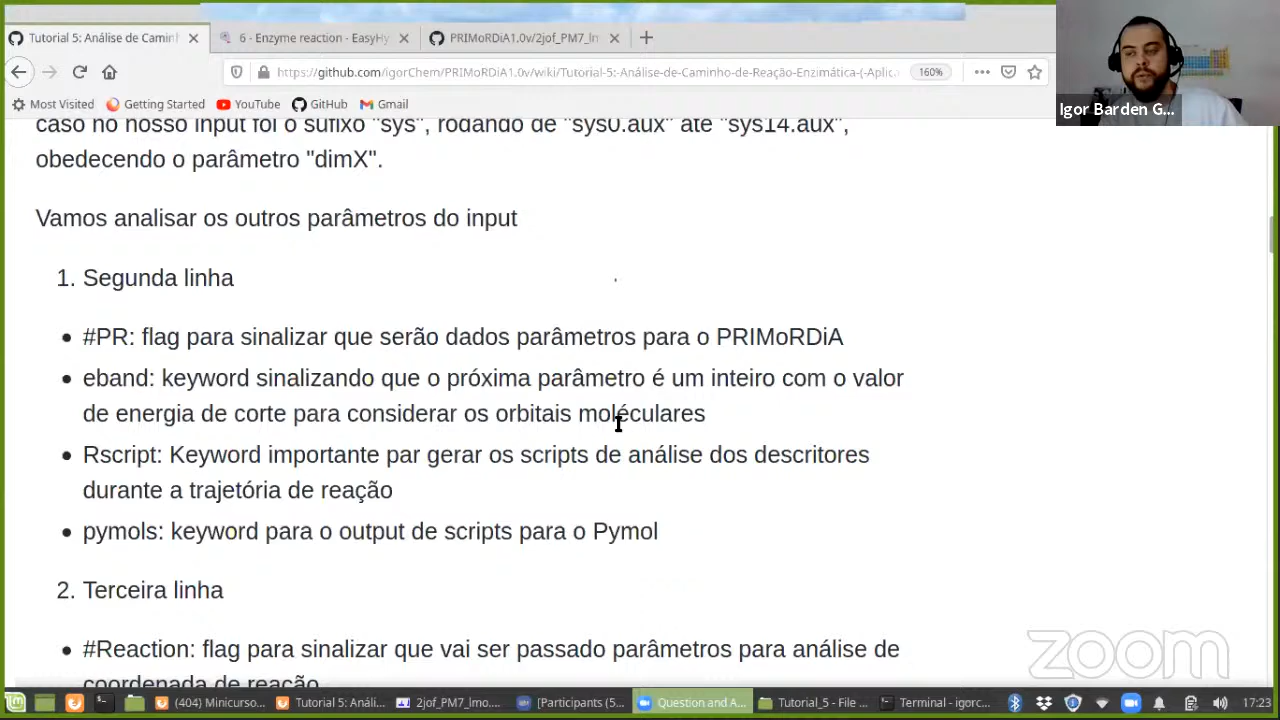 Tutorial 5: Análise de Caminh
6 - Enzyme reaction - EasyHy
PRIMoRDiA1.0v/2jof_PM7_lm
https://github.com/igorChem/PRIMoRDiA1.0v/wiki/Tutorial-5:-Análise-de-Caminho-de-Reação-Enzimática-(-Aplic.
160%
Most Visited
Getting Started
YouTube
GitHub
Gmail
Igor Barden G...
caso no nosso input foi o sufixo "sys", rodando de "sys0.aux" até "sys14.aux",
obedecendo o parâmetro "dimX".
Vamos analisar os outros parâmetros do input
1. Segunda linha
• #PR: flag para sinalizar que serão dados parâmetros para o PRIMoRDiA
• eband: keyword sinalizando que o próxima parâmetro é um inteiro com o valor
de energia de corte para considerar os orbitais moléculares
• Rscript: Keyword importante par gerar os scripts de análise dos descritores
durante a trajetória de reação
• pymols: keyword para o output de scripts para o Pymol
2. Terceira linha
• #Reaction: flag para sinalizar que vai ser passado parâmetros para análise de
coordenada de reação
zoom
(404) Minicurso...
Tutorial 5: Análi...
2jof_PM7_lmo....
[Participants (5...
Question and A...
Tutorial_5 - File ...
Terminal - igorc...
17:23